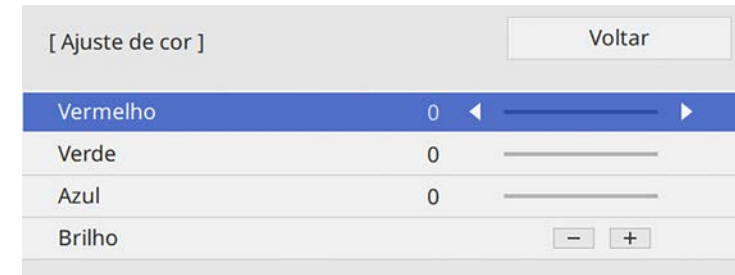 [ Ajuste de cor ] Voltar
Vermelho 0
Verde 0
Azul 0
Brilho − +